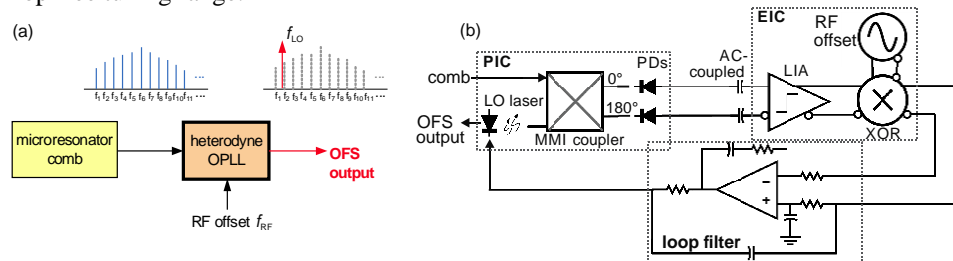 (a)
f₁ f₂ f₃ f₄ f₅ f₆ f₇ f₈ f₉ f₁₀ f₁₁ ...
f_LO
f₁ f₂ f₃ f₄ f₅ f₆ f₇ f₈ f₉ f₁₀ f₁₁ ...
microresonator
comb
heterodyne
OPLL
OFS
output
RF offset f_RF
(b)
PIC
comb
LO laser
OFS
output
MMI coupler
0°
180°
PDs
AC-
coupled
EIC
LIA
RF
offset
XOR
−
−
−
+
loop filter